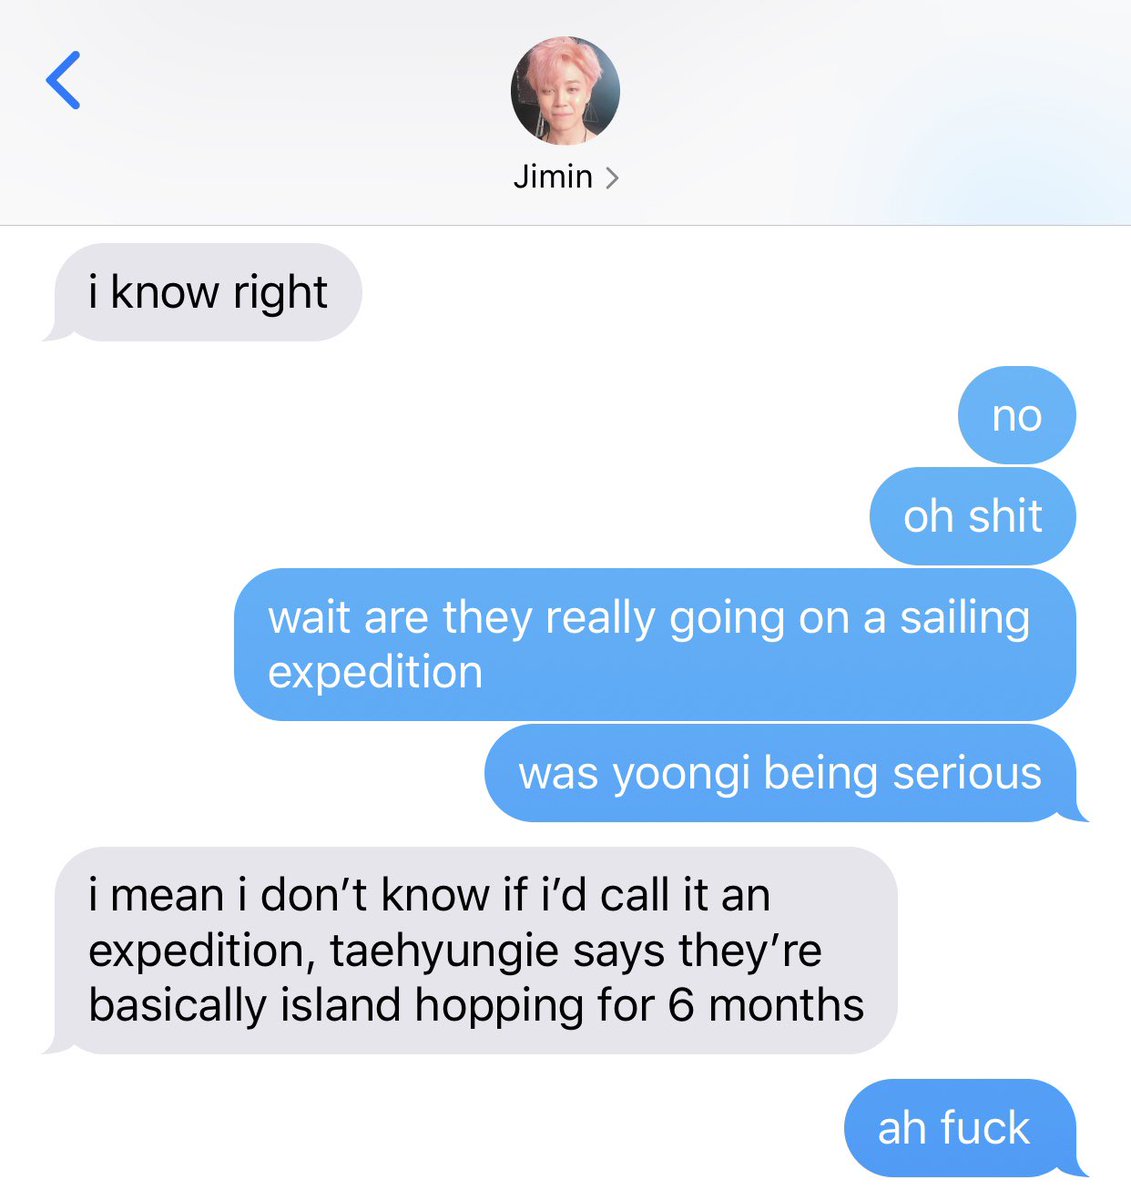 Jimin
i know right
no
oh shit
wait are they really going on a sailing
expedition
was yoongi being serious
i mean i don’t know if i’d call it an
expedition, taehyungie says they’re
basically island hopping for 6 months
ah fuck